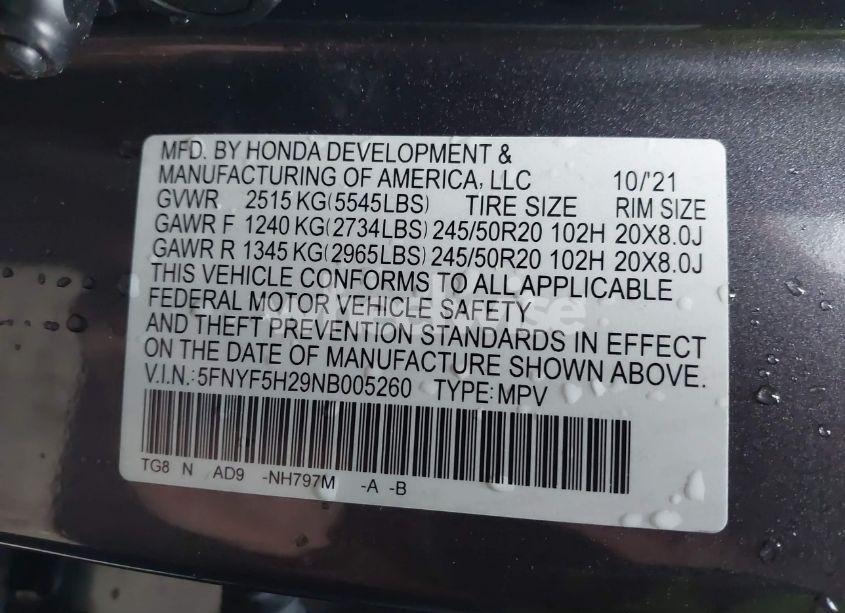 MFD. BY HONDA DEVELOPMENT &
MANUFACTURING OF AMERICA, LLC 10/'21
GVWR 2515 KG(5545LBS) TIRE SIZE RIM SIZE
GAWR F 1240 KG(2734LBS) 245/50R20 102H 20X8.0J
GAWR R 1345 KG(2965LBS) 245/50R20 102H 20X8.0J
THIS VEHICLE CONFORMS TO ALL APPLICABLE
FEDERAL MOTOR VEHICLE SAFETY
AND THEFT PREVENTION STANDARDS IN EFFECT
ON THE DATE OF MANUFACTURE SHOWN ABOVE.
V.I.N.:5FNYF5H29NB005260 TYPE:MPV
TG8 N AD9 -NH797M -A -B